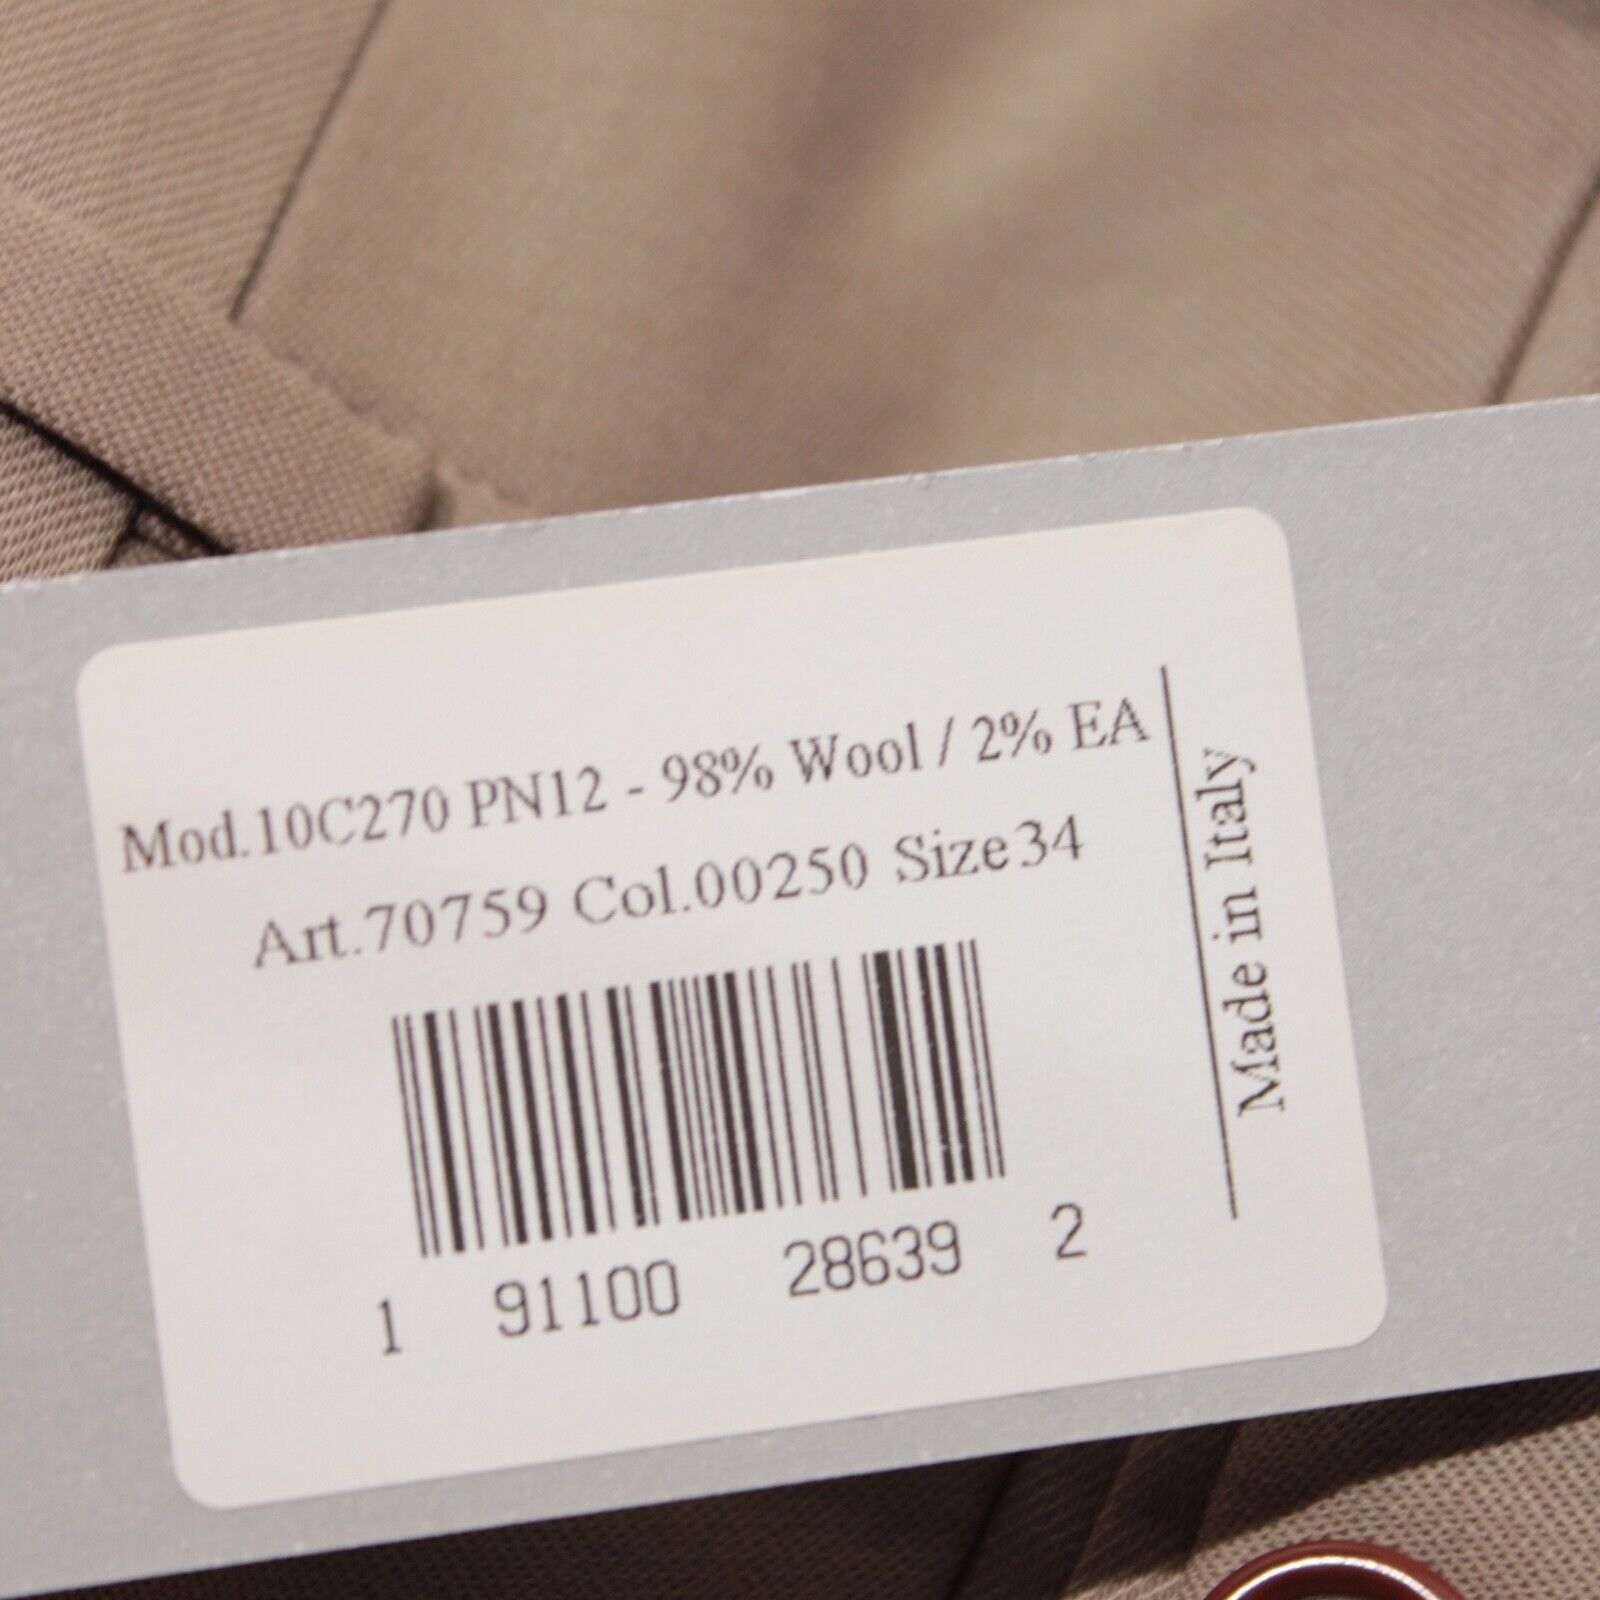 Mod.10C270 PN12 - 98% Wool / 2% EA
Art.70759 Col.00250 Size34
1 91100 28639 2
Made in Italy